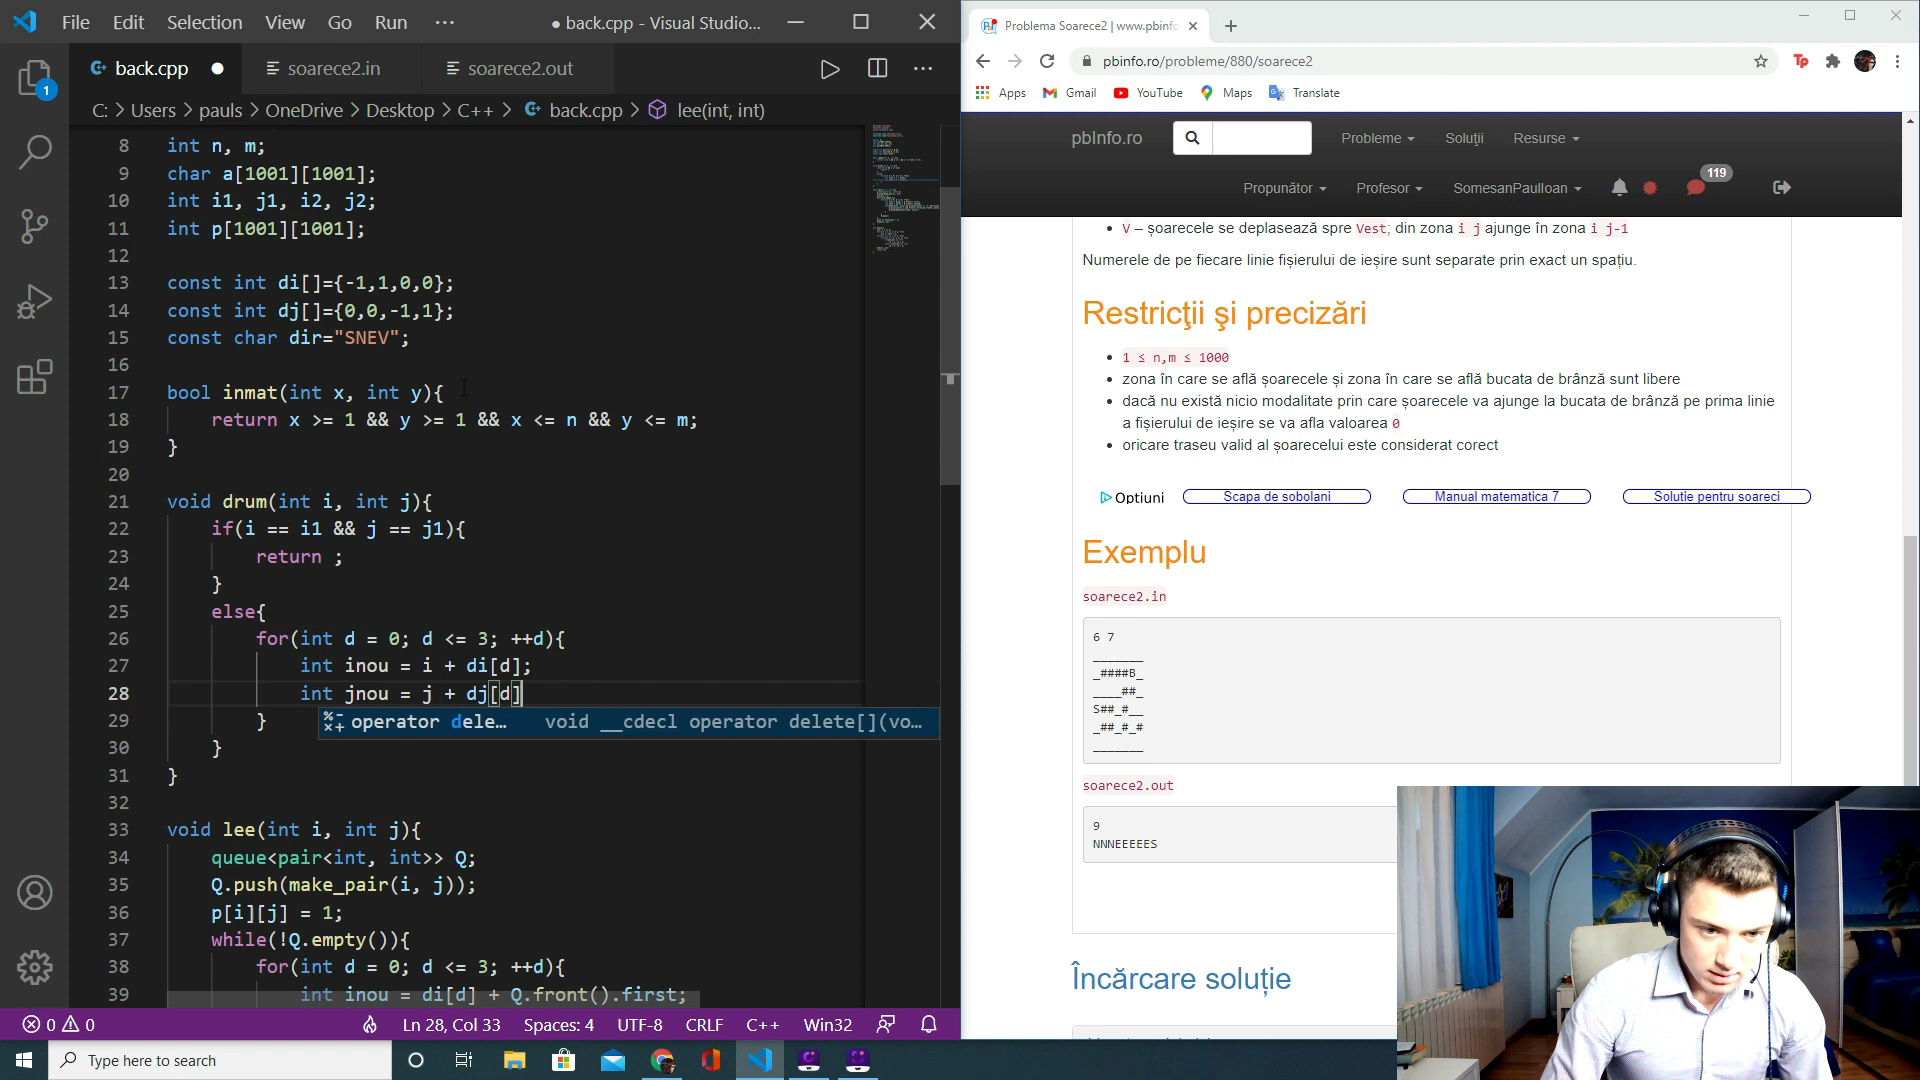 File Edit Selection View Go Run ···
● back.cpp - Visual Studio...
back.cpp ● soarece2.in soarece2.out
C: > Users > pauls > OneDrive > Desktop > C++ > back.cpp > lee(int, int)
8 int n, m;
9 char a[1001][1001];
10 int i1, j1, i2, j2;
11 int p[1001][1001];
12
13 const int di[]={-1,1,0,0};
14 const int dj[]={0,0,-1,1};
15 const char dir="SNEV";
16
17 bool inmat(int x, int y){
18 return x >= 1 && y >= 1 && x <= n && y <= m;
19 }
20
21 void drum(int i, int j){
22 if(i == i1 && j == j1){
23 return ;
24 }
25 else{
26 for(int d = 0; d <= 3; ++d){
27 int inou = i + di[d];
28 int jnou = j + dj[d]
operator dele... void __cdecl operator delete[](vo...
29 }
30 }
31 }
32
33 void lee(int i, int j){
34 queue<pair<int, int>> Q;
35 Q.push(make_pair(i, j));
36 p[i][j] = 1;
37 while(!Q.empty()){
38 for(int d = 0; d <= 3; ++d){
39 int inou = di[d] + Q.front().first;
1
0 0 Ln 28, Col 33 Spaces: 4 UTF-8 CRLF C++ Win32
Type here to search
Problema Soarece2 | www.pbinfo
pbinfo.ro/probleme/880/soarece2
Apps Gmail YouTube Maps Translate
pbInfo.ro Probleme Soluții Resurse
Propunător Profesor SomesanPaulIoan 119
V – șoarecele se deplasează spre Vest; din zona i j ajunge în zona i j-1
Numerele de pe fiecare linie fișierului de ieșire sunt separate prin exact un spațiu.
Restricţii şi precizări
1 ≤ n,m ≤ 1000
zona în care se află șoarecele și zona în care se află bucata de brânză sunt libere
dacă nu există nicio modalitate prin care șoarecele va ajunge la bucata de brânză pe prima linie
a fișierului de ieșire se va afla valoarea 0
oricare traseu valid al șoarecelui este considerat corect
Optiuni Scapa de sobolani Manual matematica 7 Solutie pentru soareci
Exemplu
soarece2.in
6 7
_______
_####B_
____##_
S##_#__
_##_#_#
_______
soarece2.out
9
NNNEEEEES
Încărcare soluție